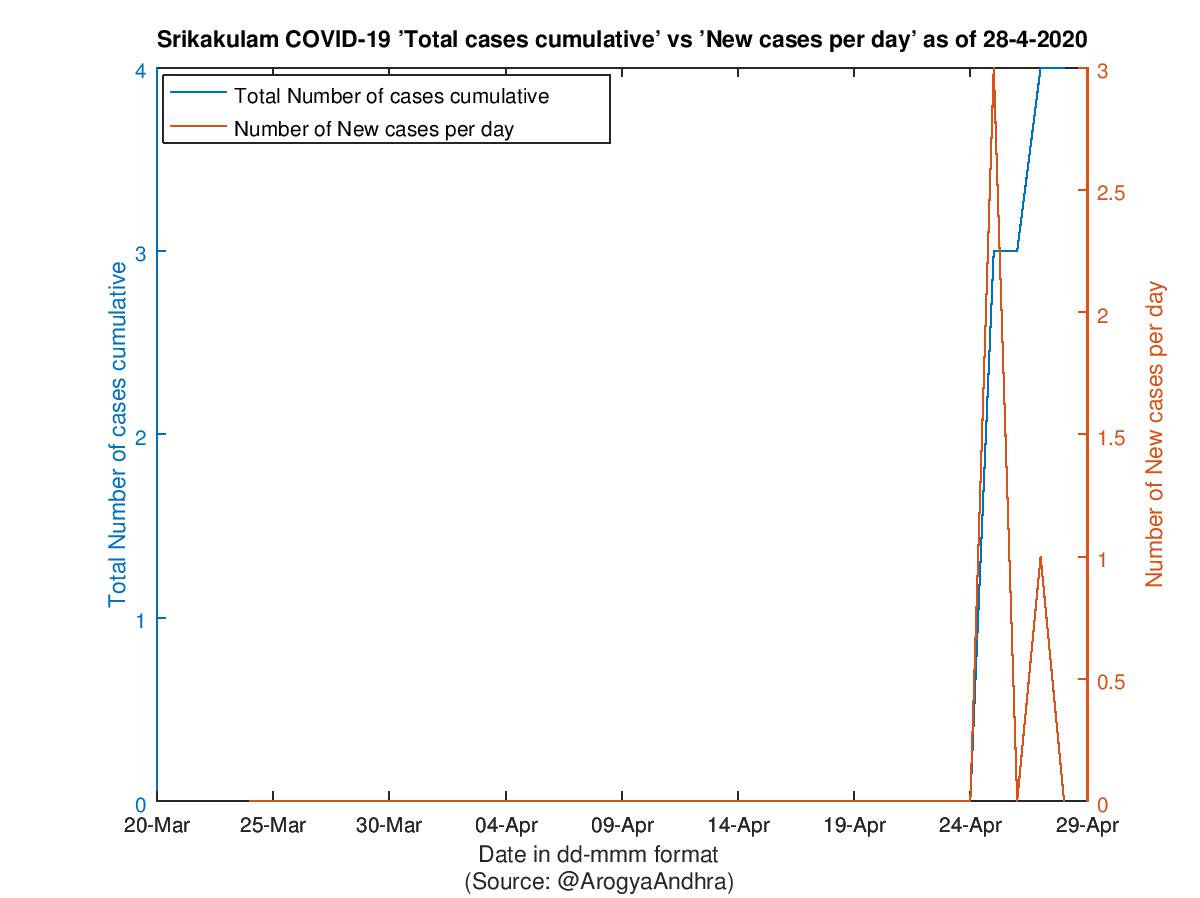 Srikakulam COVID-19 ’Total cases cumulative’ vs ’New cases per day’ as of 28-4-2020
Total Number of cases cumulative
Number of New cases per day
4
3
2
1
0
Total Number of cases cumulative
3
2.5
2
1.5
1
0.5
0
Number of New cases per day
20-Mar 25-Mar 30-Mar 04-Apr 09-Apr 14-Apr 19-Apr 24-Apr 29-Apr
Date in dd-mmm format
(Source: @ArogyaAndhra)